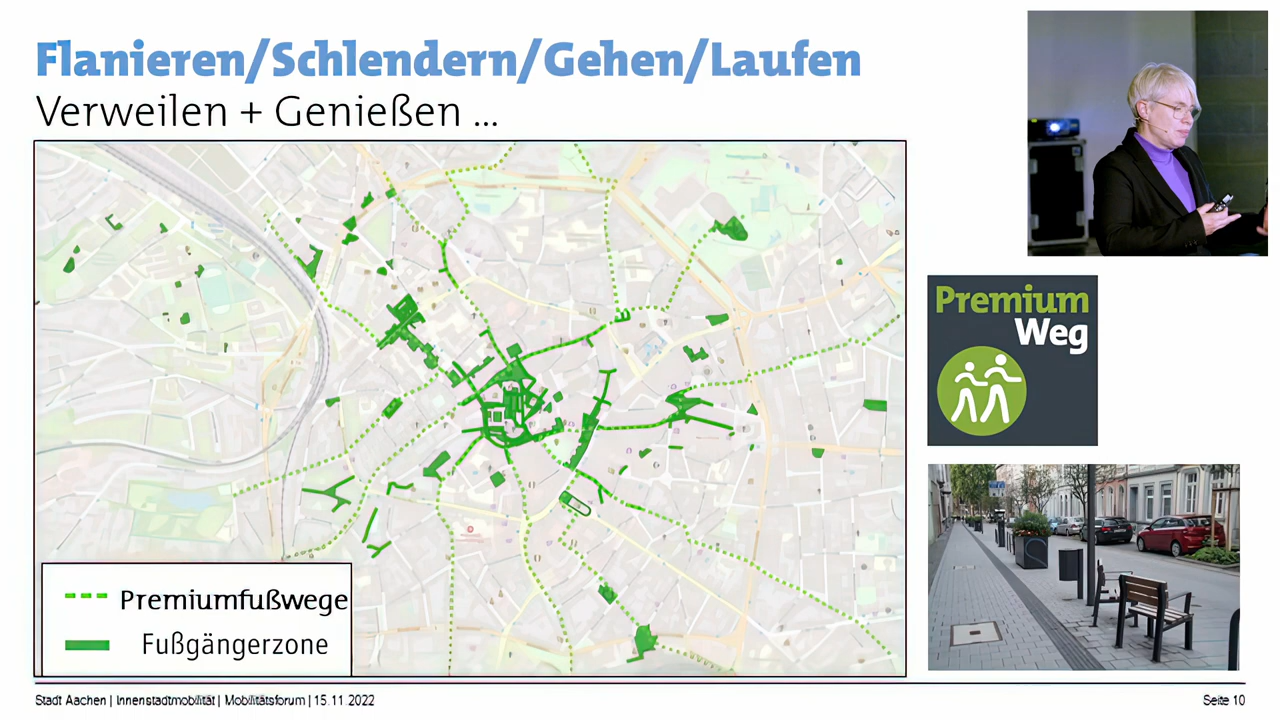 Flanieren/Schlendern/Gehen/Laufen
Verweilen + Genießen ...
Premium
Weg
Premiumfußwege
Fußgängerzone
Stadt Aachen | Innenstadtmobilität | Mobilitätsforum | 15.11.2022
Seite 10